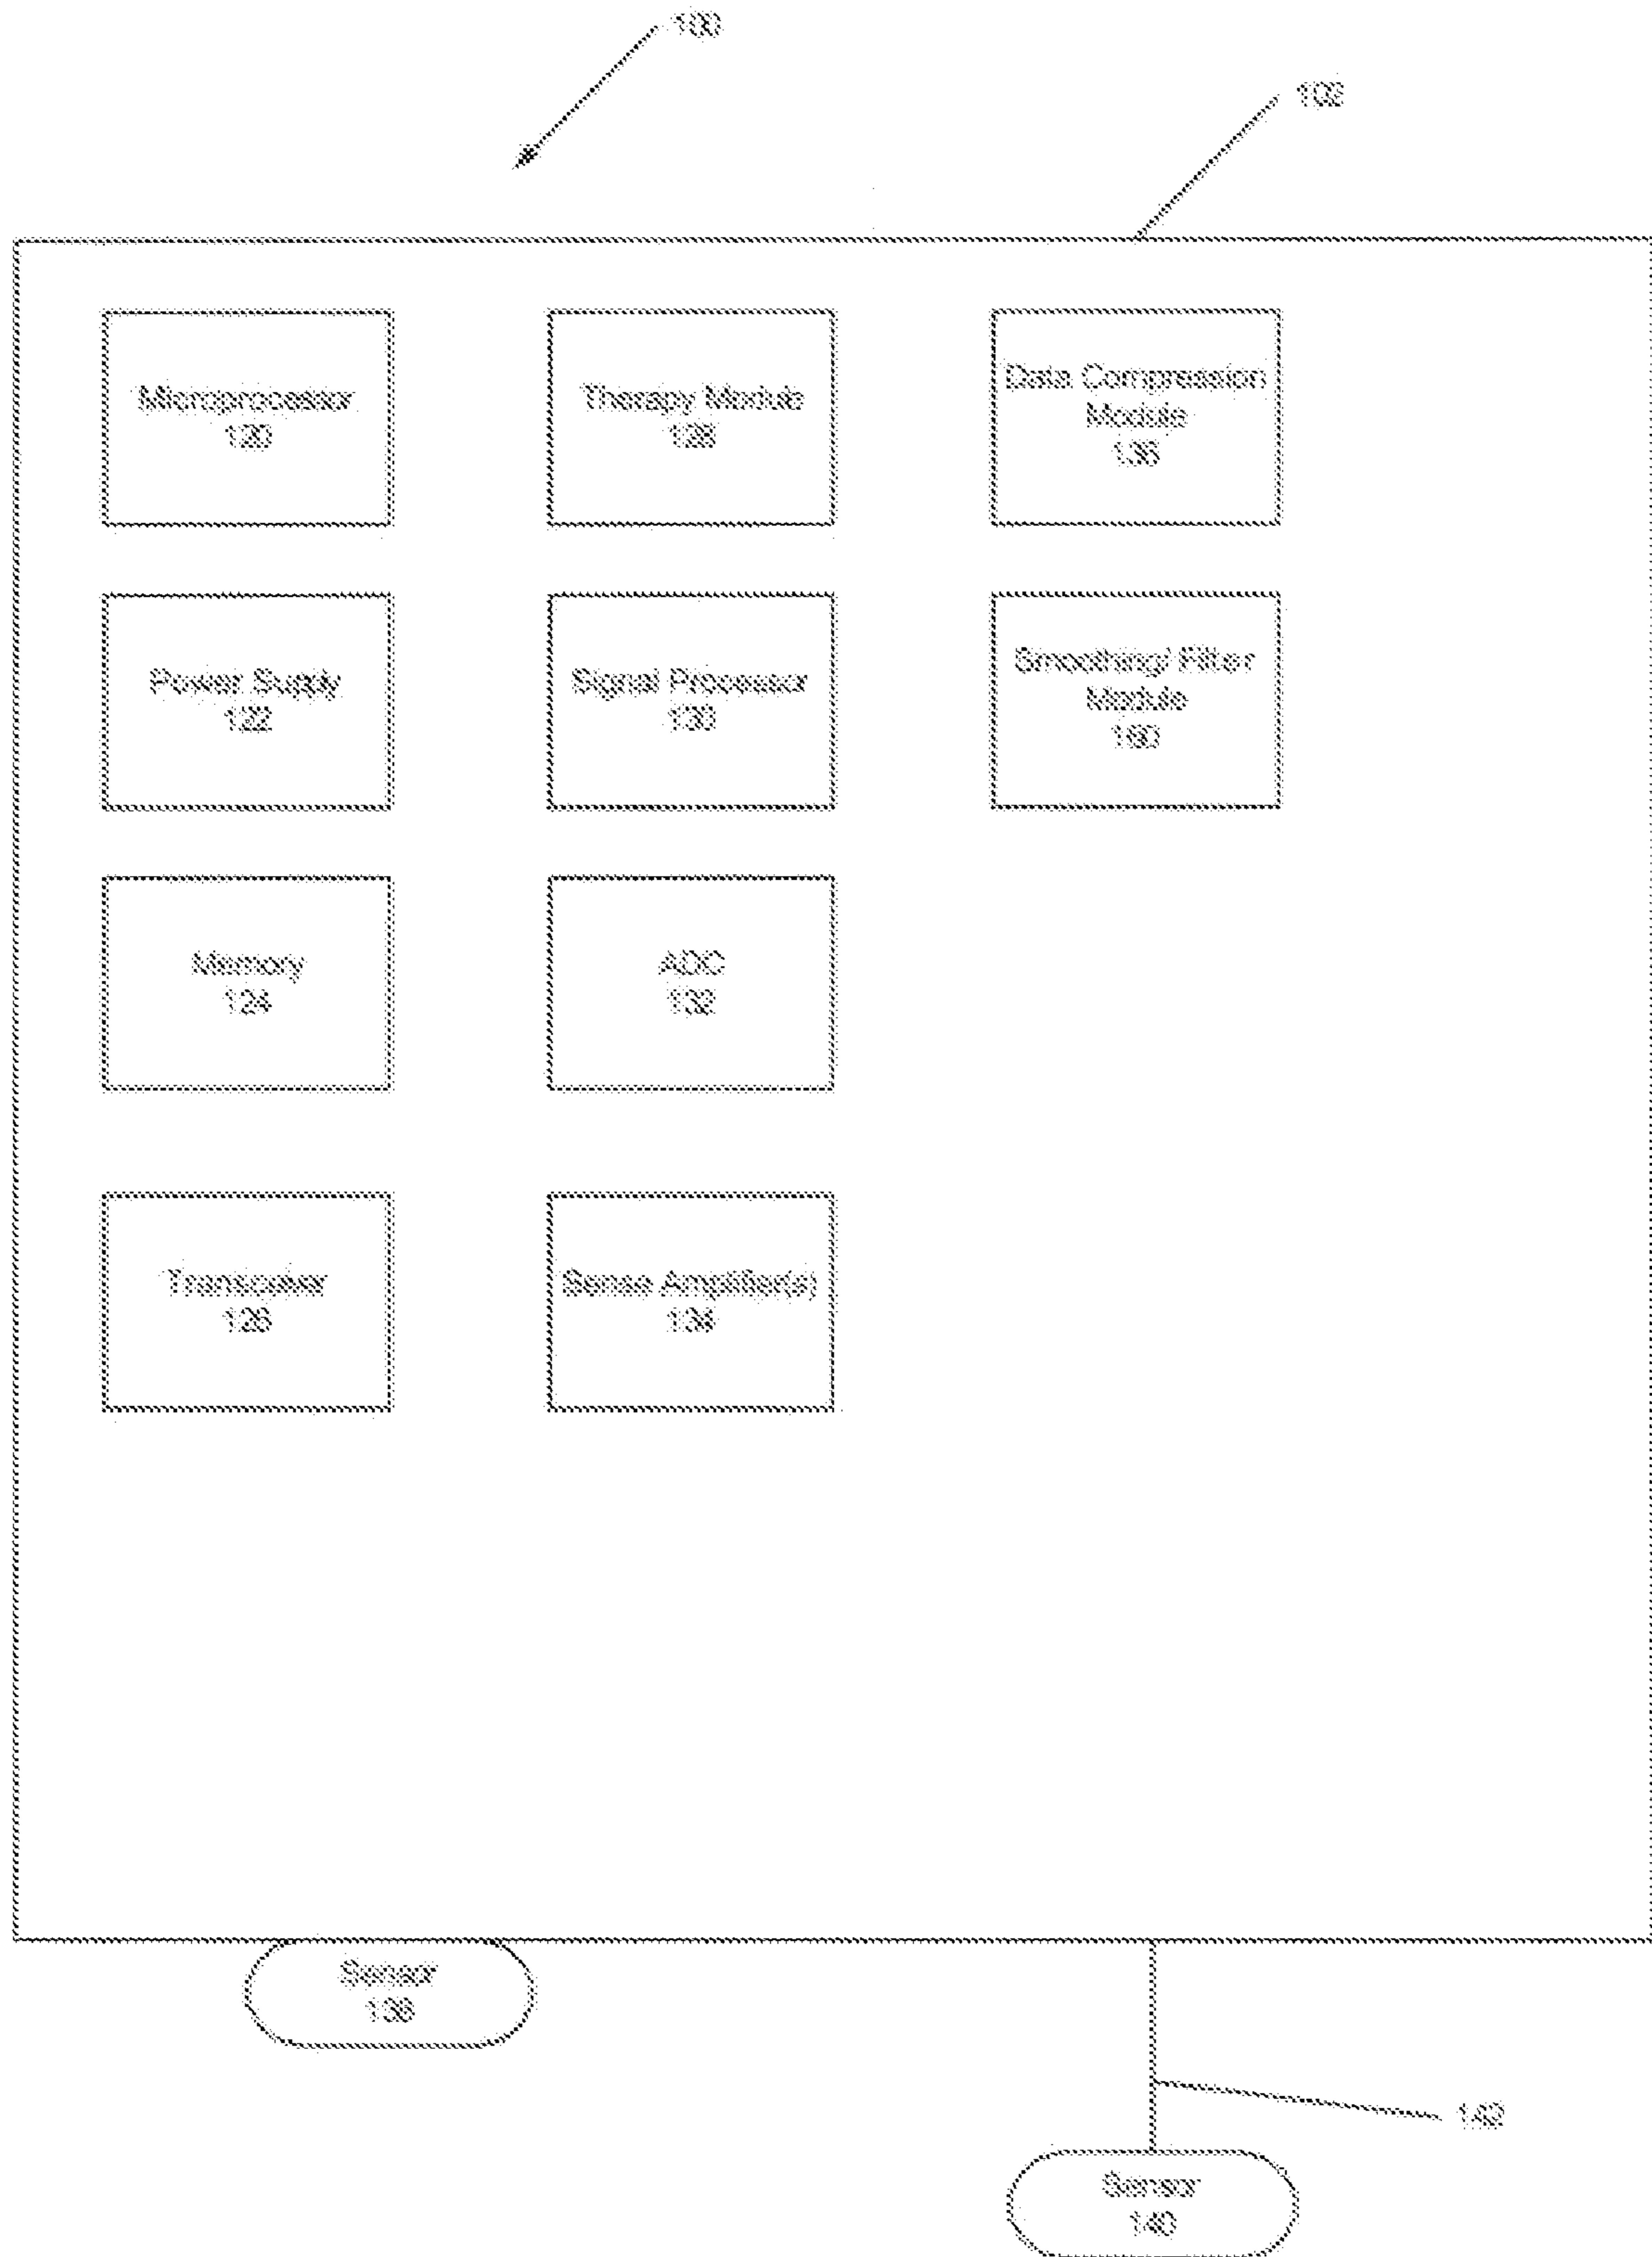 100
102
Microprocessor
120
Therapy Module
128
Data Compression
Module
136
Power Supply
122
Signal Processor
130
Smoothing/ Filter
Module
160
Memory
124
ADC
132
Transceiver
126
Sense Amplifier(s)
134
Sensor
138
142
Sensor
140